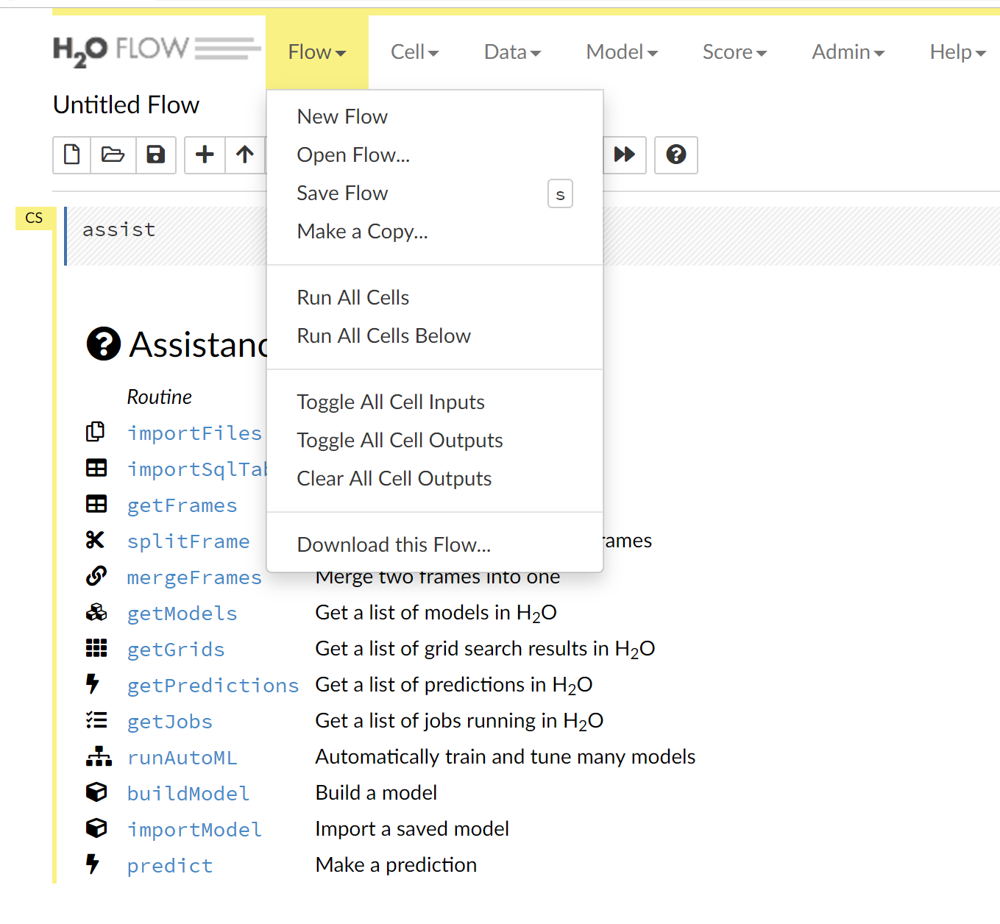 H2O FLOW
Flow Cell Data Model Score Admin Help
Untitled Flow
New Flow
Open Flow...
Save Flow s
Make a Copy...
Run All Cells
Run All Cells Below
Toggle All Cell Inputs
Toggle All Cell Outputs
Clear All Cell Outputs
Download this Flow...
CS
assist
Routine
importFiles
getFrames
splitFrame
mergeFrames Merge two frames into one
getModels Get a list of models in H2O
getGrids Get a list of grid search results in H2O
getPredictions Get a list of predictions in H2O
getJobs Get a list of jobs running in H2O
runAutoML Automatically train and tune many models
buildModel Build a model
importModel Import a saved model
predict Make a prediction